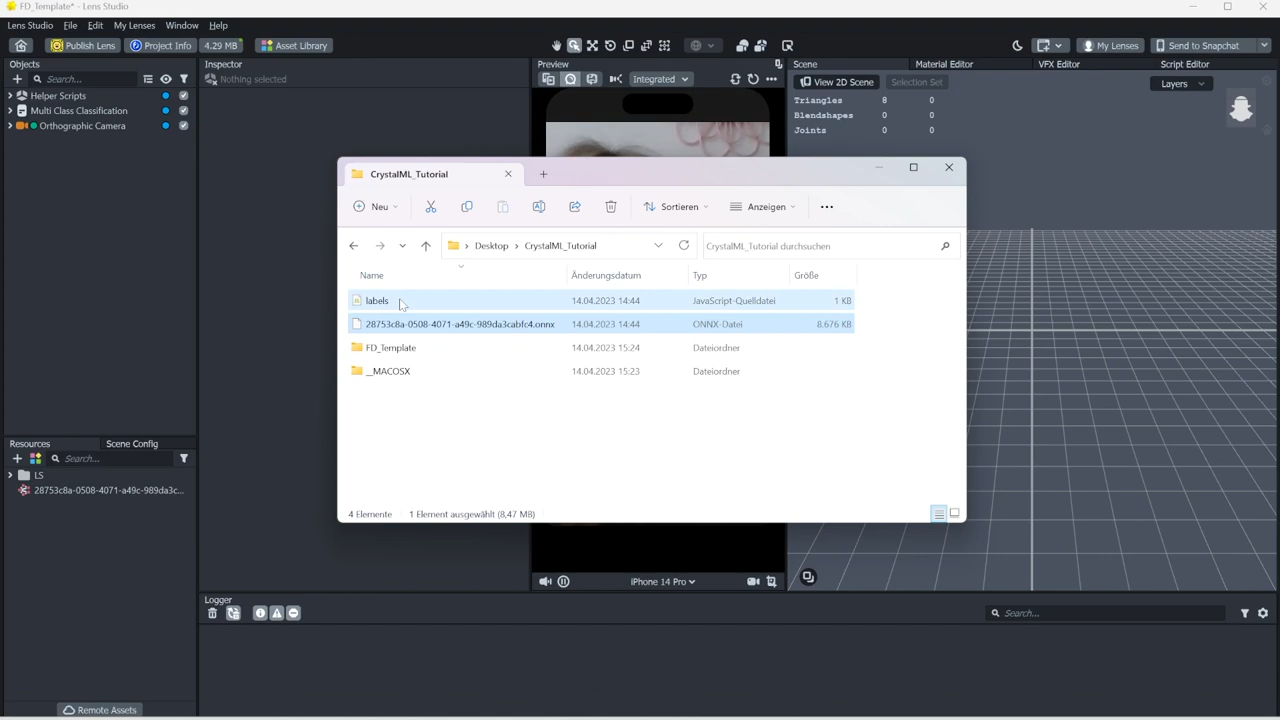 FD_Template* - Lens Studio
Lens Studio File Edit My Lenses Window Help
Publish Lens Project Info 4.29 MB Asset Library My Lenses Send to Snapchat
Objects Inspector Preview Scene Material Editor VFX Editor Script Editor
Search... Nothing selected Integrated View 2D Scene Selection Set Layers
Helper Scripts
Multi Class Classification
Orthographic Camera
Triangles 8 0
Blendshapes 0 0
Joints 0 0
CrystalML_Tutorial
Neu Sortieren Anzeigen
Desktop CrystalML_Tutorial CrystalML_Tutorial durchsuchen
Name Änderungsdatum Typ Größe
labels 14.04.2023 14:44 JavaScript-Quelldatei 1 KB
28753c8a-0508-4071-a49c-989da3cabfc4.onnx 14.04.2023 14:44 ONNX-Datei 8.676 KB
FD_Template 14.04.2023 15:24 Dateiordner
__MACOSX 14.04.2023 15:23 Dateiordner
4 Elemente 1 Element ausgewählt (8,47 MB)
Resources Scene Config
Search...
LS
28753c8a-0508-4071-a49c-989da3c...
iPhone 14 Pro
Logger
Search...
Remote Assets